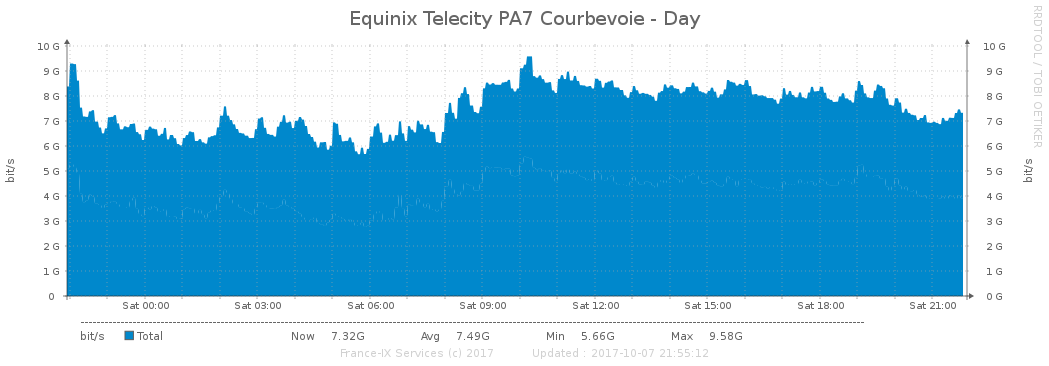 Equinix Telecity PA7 Courbevoie - Day
RRDTOOL / TOBI OETIKER
10 G 10 G
9 G 9 G
8 G 8 G
7 G 7 G
6 G 6 G
5 G 5 G
4 G 4 G
3 G 3 G
2 G 2 G
1 G 1 G
0 0 G
bit/s bit/s
Sat 00:00 Sat 03:00 Sat 06:00 Sat 09:00 Sat 12:00 Sat 15:00 Sat 18:00 Sat 21:00
bit/s Total Now 7.32G Avg 7.49G Min 5.66G Max 9.58G
France-IX Services (c) 2017 Updated : 2017-10-07 21:55:12